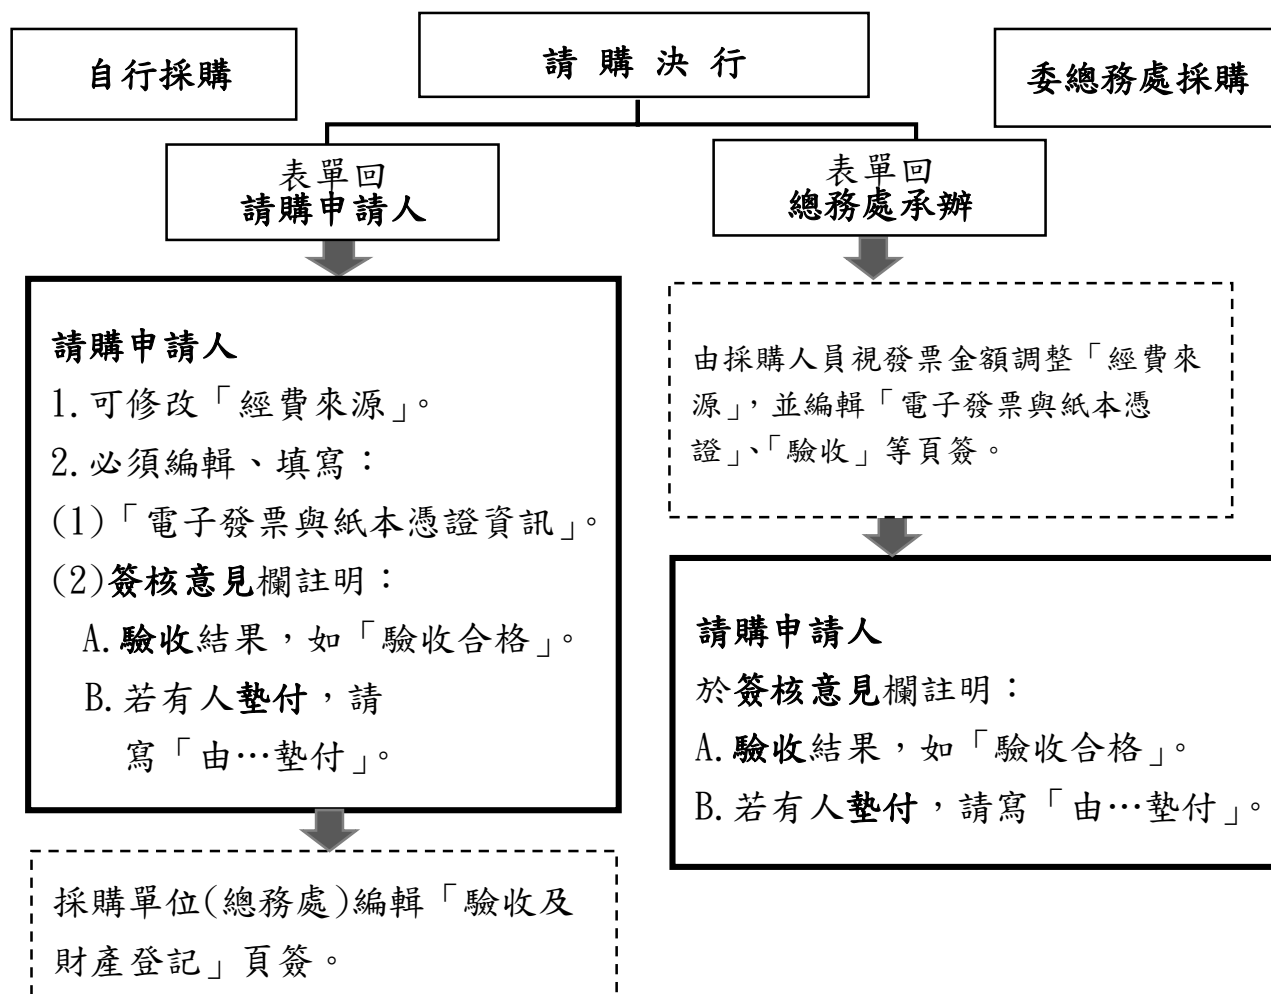 自行採購
請購決行
委總務處採購
表單回
請購申請人
表單回
總務處承辦
請購申請人
1.可修改「經費來源」。
2.必須編輯、填寫：
(1)「電子發票與紙本憑證資訊」。
(2)簽核意見欄註明：
A.驗收結果，如「驗收合格」。
B.若有人墊付，請
寫「由…墊付」。
採購單位(總務處)編輯「驗收及
財產登記」頁簽。
由採購人員視發票金額調整「經費來
源」，並編輯「電子發票與紙本憑
證」、「驗收」等頁簽。
請購申請人
於簽核意見欄註明：
A.驗收結果，如「驗收合格」。
B.若有人墊付，請寫「由…墊付」。